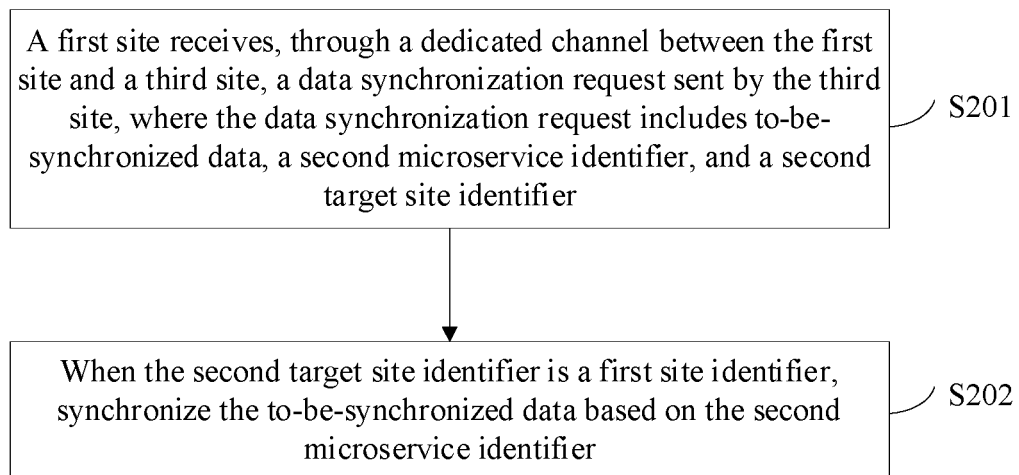 A first site receives, through a dedicated channel between the first
site and a third site, a data synchronization request sent by the third
site, where the data synchronization request includes to-be-
synchronized data, a second microservice identifier, and a second
target site identifier
S201
When the second target site identifier is a first site identifier,
synchronize the to-be-synchronized data based on the second
microservice identifier
S202